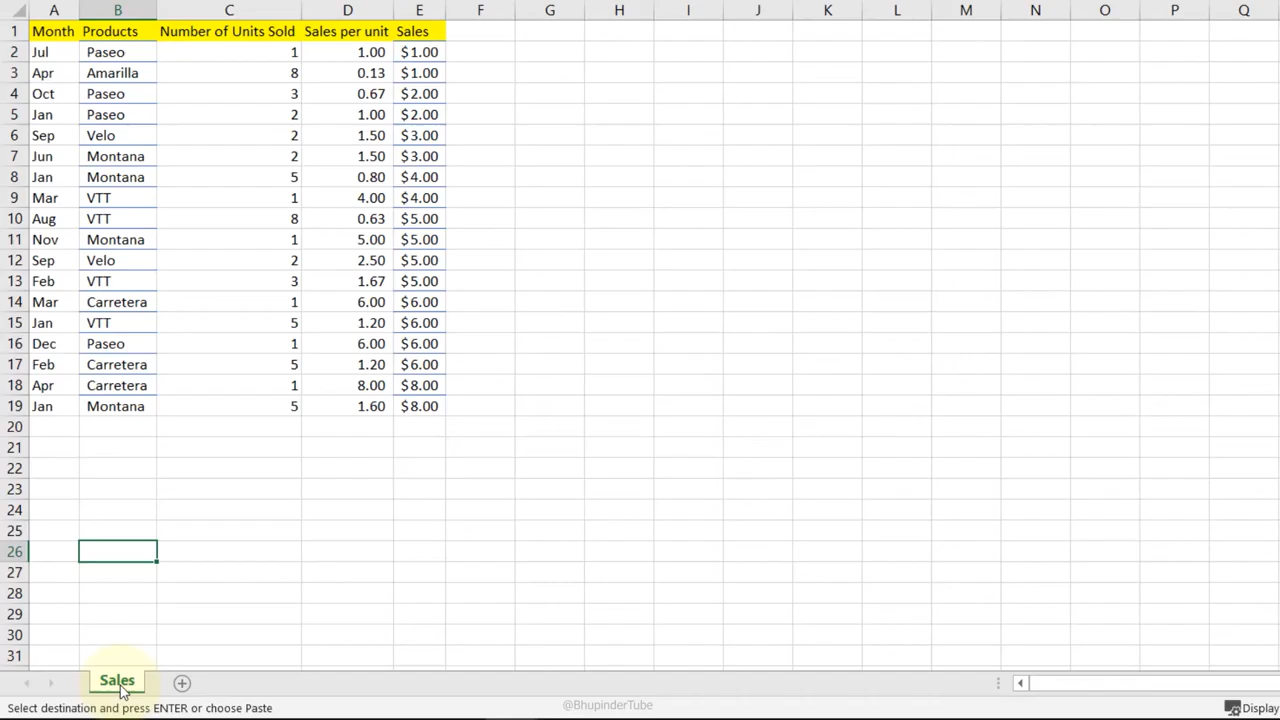 A B C D E F G H I J K L M N O P Q
1 Month Products Number of Units Sold Sales per unit Sales
2 Jul Paseo 1 1.00 $1.00
3 Apr Amarilla 8 0.13 $1.00
4 Oct Paseo 3 0.67 $2.00
5 Jan Paseo 2 1.00 $2.00
6 Sep Velo 2 1.50 $3.00
7 Jun Montana 2 1.50 $3.00
8 Jan Montana 5 0.80 $4.00
9 Mar VTT 1 4.00 $4.00
10 Aug VTT 8 0.63 $5.00
11 Nov Montana 1 5.00 $5.00
12 Sep Velo 2 2.50 $5.00
13 Feb VTT 3 1.67 $5.00
14 Mar Carretera 1 6.00 $6.00
15 Jan VTT 5 1.20 $6.00
16 Dec Paseo 1 6.00 $6.00
17 Feb Carretera 5 1.20 $6.00
18 Apr Carretera 1 8.00 $8.00
19 Jan Montana 5 1.60 $8.00
20
21
22
23
24
25
26
27
28
29
30
31
Sales
Select destination and press ENTER or choose Paste @BhupinderTube Display